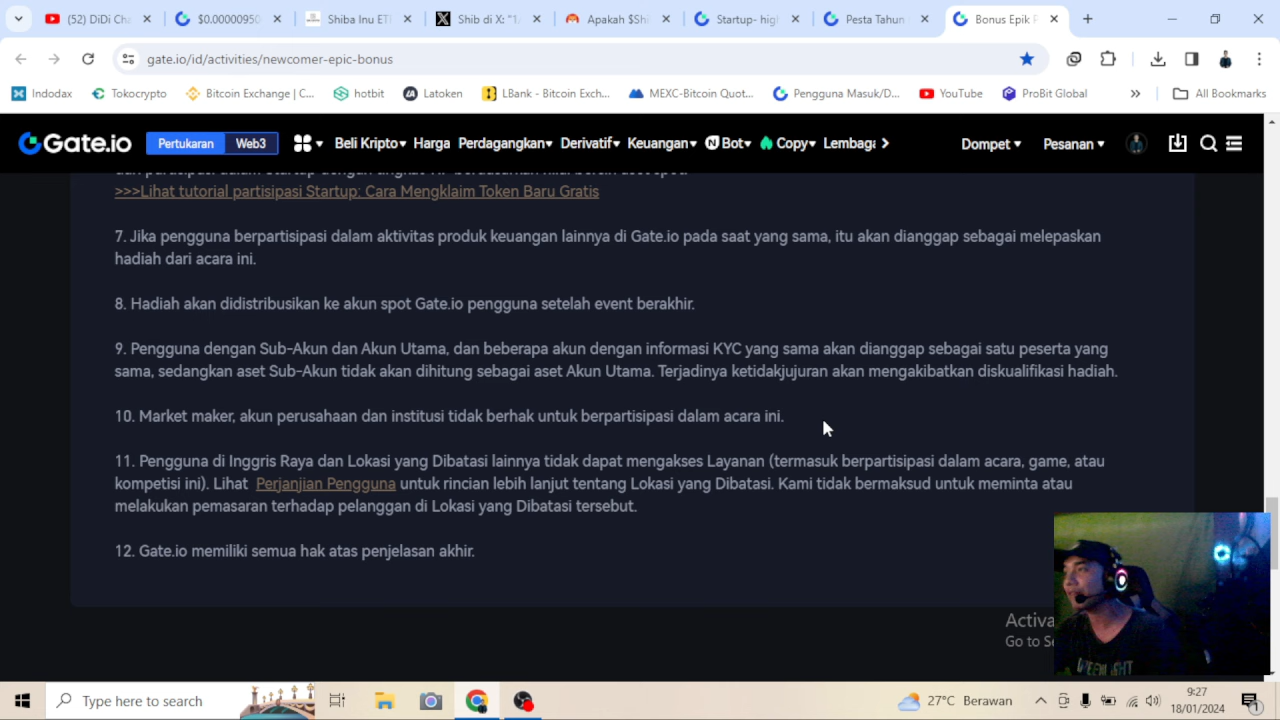 (52) DiDi Cha
$0.00000950
Shiba Inu ET
Shib di X: "1
Apakah $Shi
Startup- high
Pesta Tahun
Bonus Epik P
gate.io/id/activities/newcomer-epic-bonus
Indodax
Tokocrypto
Bitcoin Exchange | C...
hotbit
Latoken
LBank - Bitcoin Exch...
MEXC-Bitcoin Quot...
Pengguna Masuk/D...
YouTube
ProBit Global
»
All Bookmarks
Gate.io
Pertukaran
Web3
Beli Kripto
Harga
Perdagangan
Derivatif
Keuangan
Bot
Copy
Lembaga
Dompet
Pesanan
dan partisipasi dalam Startup dengan tingkat VIP berdasarkan nilai bersih aset spot.
>>>Lihat tutorial partisipasi Startup: Cara Mengklaim Token Baru Gratis
7. Jika pengguna berpartisipasi dalam aktivitas produk keuangan lainnya di Gate.io pada saat yang sama, itu akan dianggap sebagai melepaskan
hadiah dari acara ini.
8. Hadiah akan didistribusikan ke akun spot Gate.io pengguna setelah event berakhir.
9. Pengguna dengan Sub-Akun dan Akun Utama, dan beberapa akun dengan informasi KYC yang sama akan dianggap sebagai satu peserta yang
sama, sedangkan aset Sub-Akun tidak akan dihitung sebagai aset Akun Utama. Terjadinya ketidakjujuran akan mengakibatkan diskualifikasi hadiah.
10. Market maker, akun perusahaan dan institusi tidak berhak untuk berpartisipasi dalam acara ini.
11. Pengguna di Inggris Raya dan Lokasi yang Dibatasi lainnya tidak dapat mengakses Layanan (termasuk berpartisipasi dalam acara, game, atau
kompetisi ini). Lihat Perjanjian Pengguna untuk rincian lebih lanjut tentang Lokasi yang Dibatasi. Kami tidak bermaksud untuk meminta atau
melakukan pemasaran terhadap pelanggan di Lokasi yang Dibatasi tersebut.
12. Gate.io memiliki semua hak atas penjelasan akhir.
Activa
Go to Se
Type here to search
27°C Berawan
9:27
18/01/2024